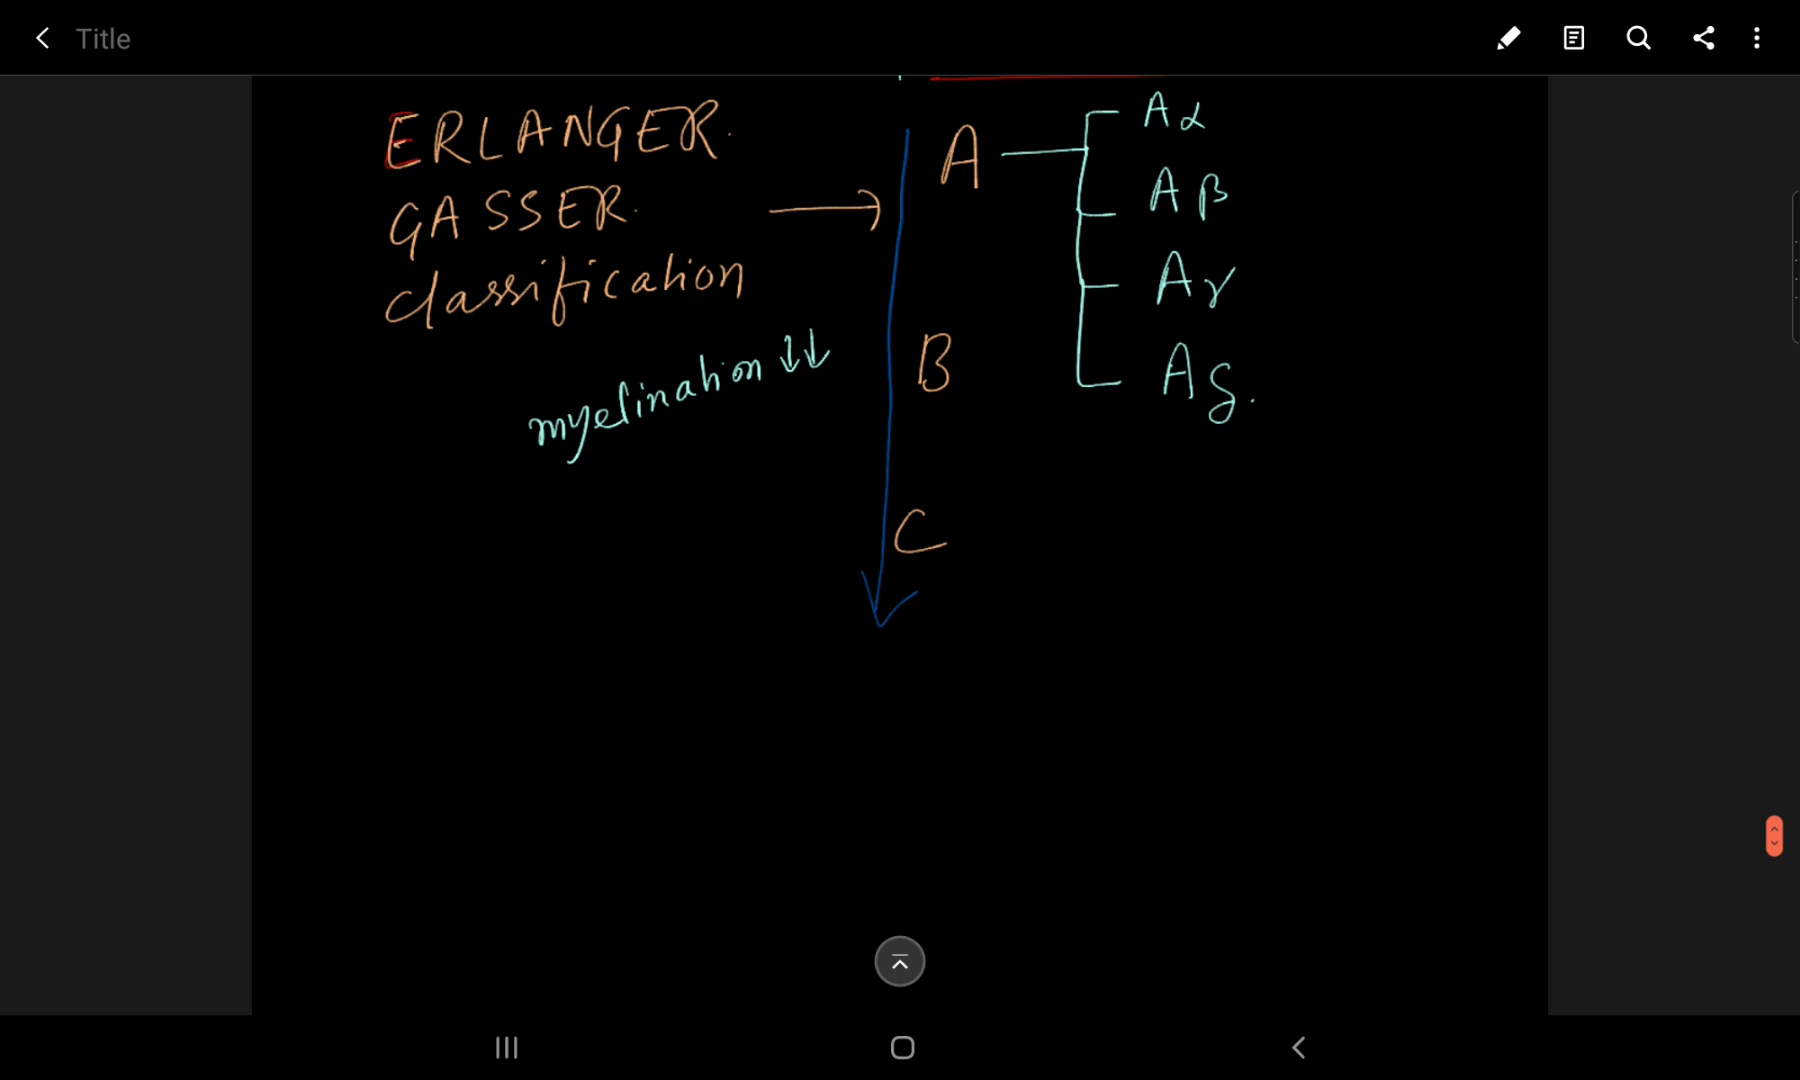 Title
ERLANGER.
GASSER.
classification
myelination ↓↓
A
Aα
Aβ
Aγ
Aδ.
B
C